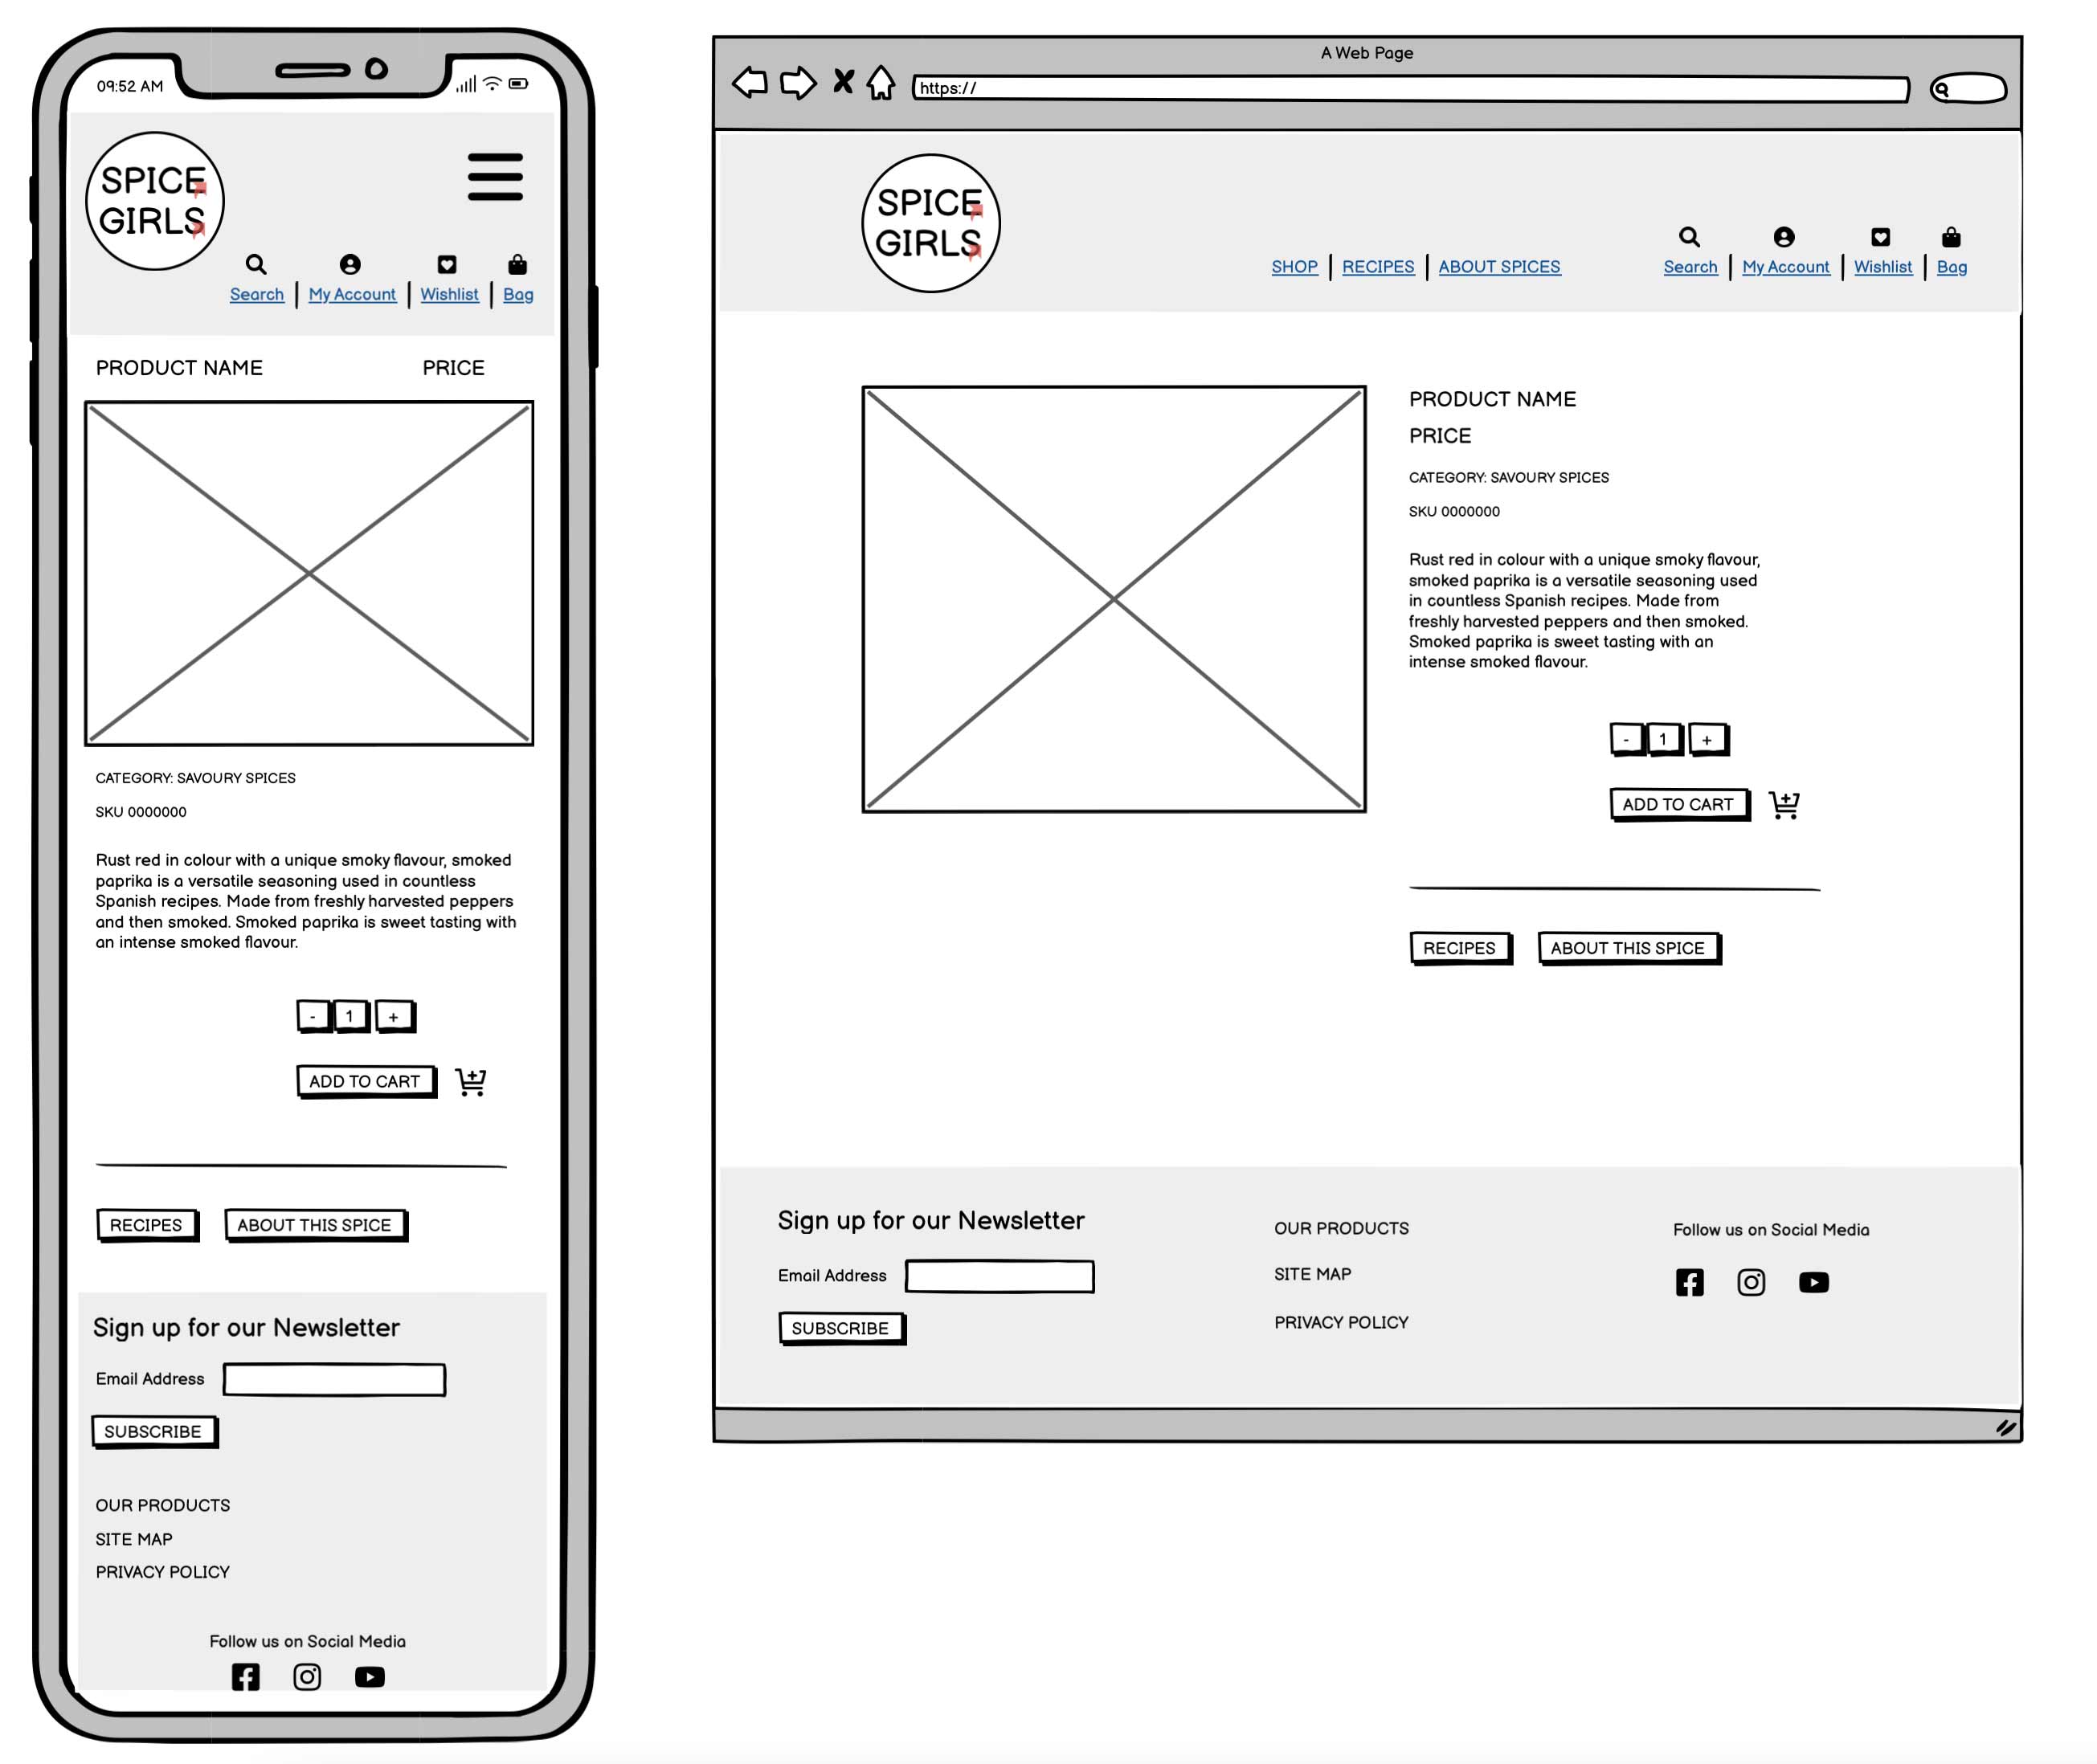 09:52 AM
SPICE
GIRLS
Search My Account Wishlist Bag
PRODUCT NAME PRICE
CATEGORY: SAVOURY SPICES
SKU 0000000
Rust red in colour with a unique smoky flavour, smoked
paprika is a versatile seasoning used in countless
Spanish recipes. Made from freshly harvested peppers
and then smoked. Smoked paprika is sweet tasting with
an intense smoked flavour.
- 1 +
ADD TO CART
RECIPES ABOUT THIS SPICE
Sign up for our Newsletter
Email Address
SUBSCRIBE
OUR PRODUCTS
SITE MAP
PRIVACY POLICY
Follow us on Social Media
A Web Page
https://
SPICE
GIRLS
SHOP RECIPES ABOUT SPICES Search My Account Wishlist Bag
PRODUCT NAME
PRICE
CATEGORY: SAVOURY SPICES
SKU 0000000
Rust red in colour with a unique smoky flavour,
smoked paprika is a versatile seasoning used
in countless Spanish recipes. Made from
freshly harvested peppers and then smoked.
Smoked paprika is sweet tasting with an
intense smoked flavour.
- 1 +
ADD TO CART
RECIPES ABOUT THIS SPICE
Sign up for our Newsletter
Email Address
SUBSCRIBE
OUR PRODUCTS
SITE MAP
PRIVACY POLICY
Follow us on Social Media